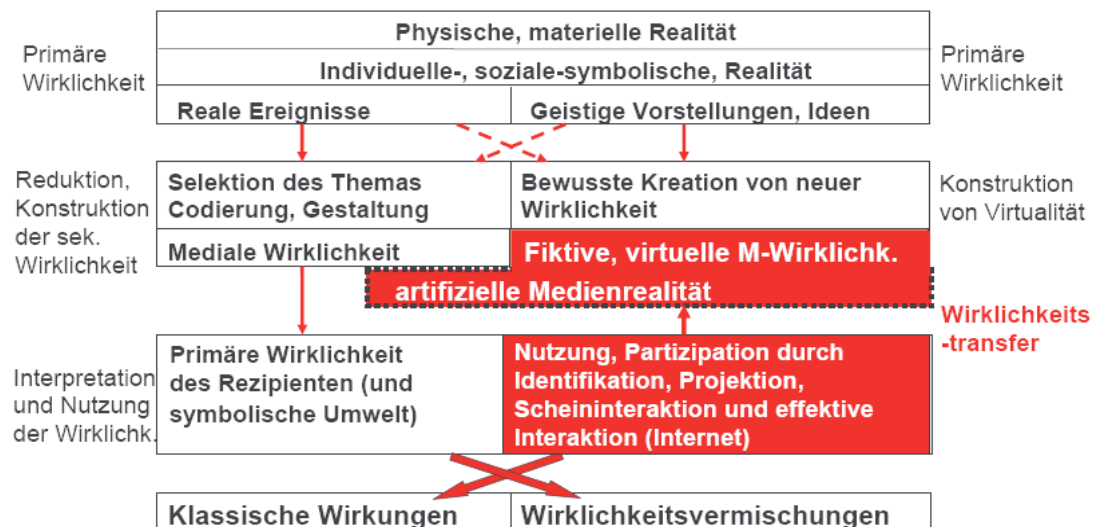 Physische, materielle Realität
Primäre
Wirklichkeit
Individuelle-, soziale-symbolische, Realität
Primäre
Wirklichkeit
Reale Ereignisse
Geistige Vorstellungen, Ideen
Reduktion,
Konstruktion
der sek.
Wirklichkeit
Selektion des Themas
Codierung, Gestaltung
Bewusste Kreation von neuer
Wirklichkeit
Konstruktion
von Virtualität
Mediale Wirklichkeit
Fiktive, virtuelle M-Wirklichk.
artifizielle Medienrealität
Wirklichkeits
-transfer
Interpretation
und Nutzung
der Wirklichk.
Primäre Wirklichkeit
des Rezipienten (und
symbolische Umwelt)
Nutzung, Partizipation durch
Identifikation, Projektion,
Scheininteraktion und effektive
Interaktion (Internet)
Klassische Wirkungen
Wirklichkeitsvermischungen